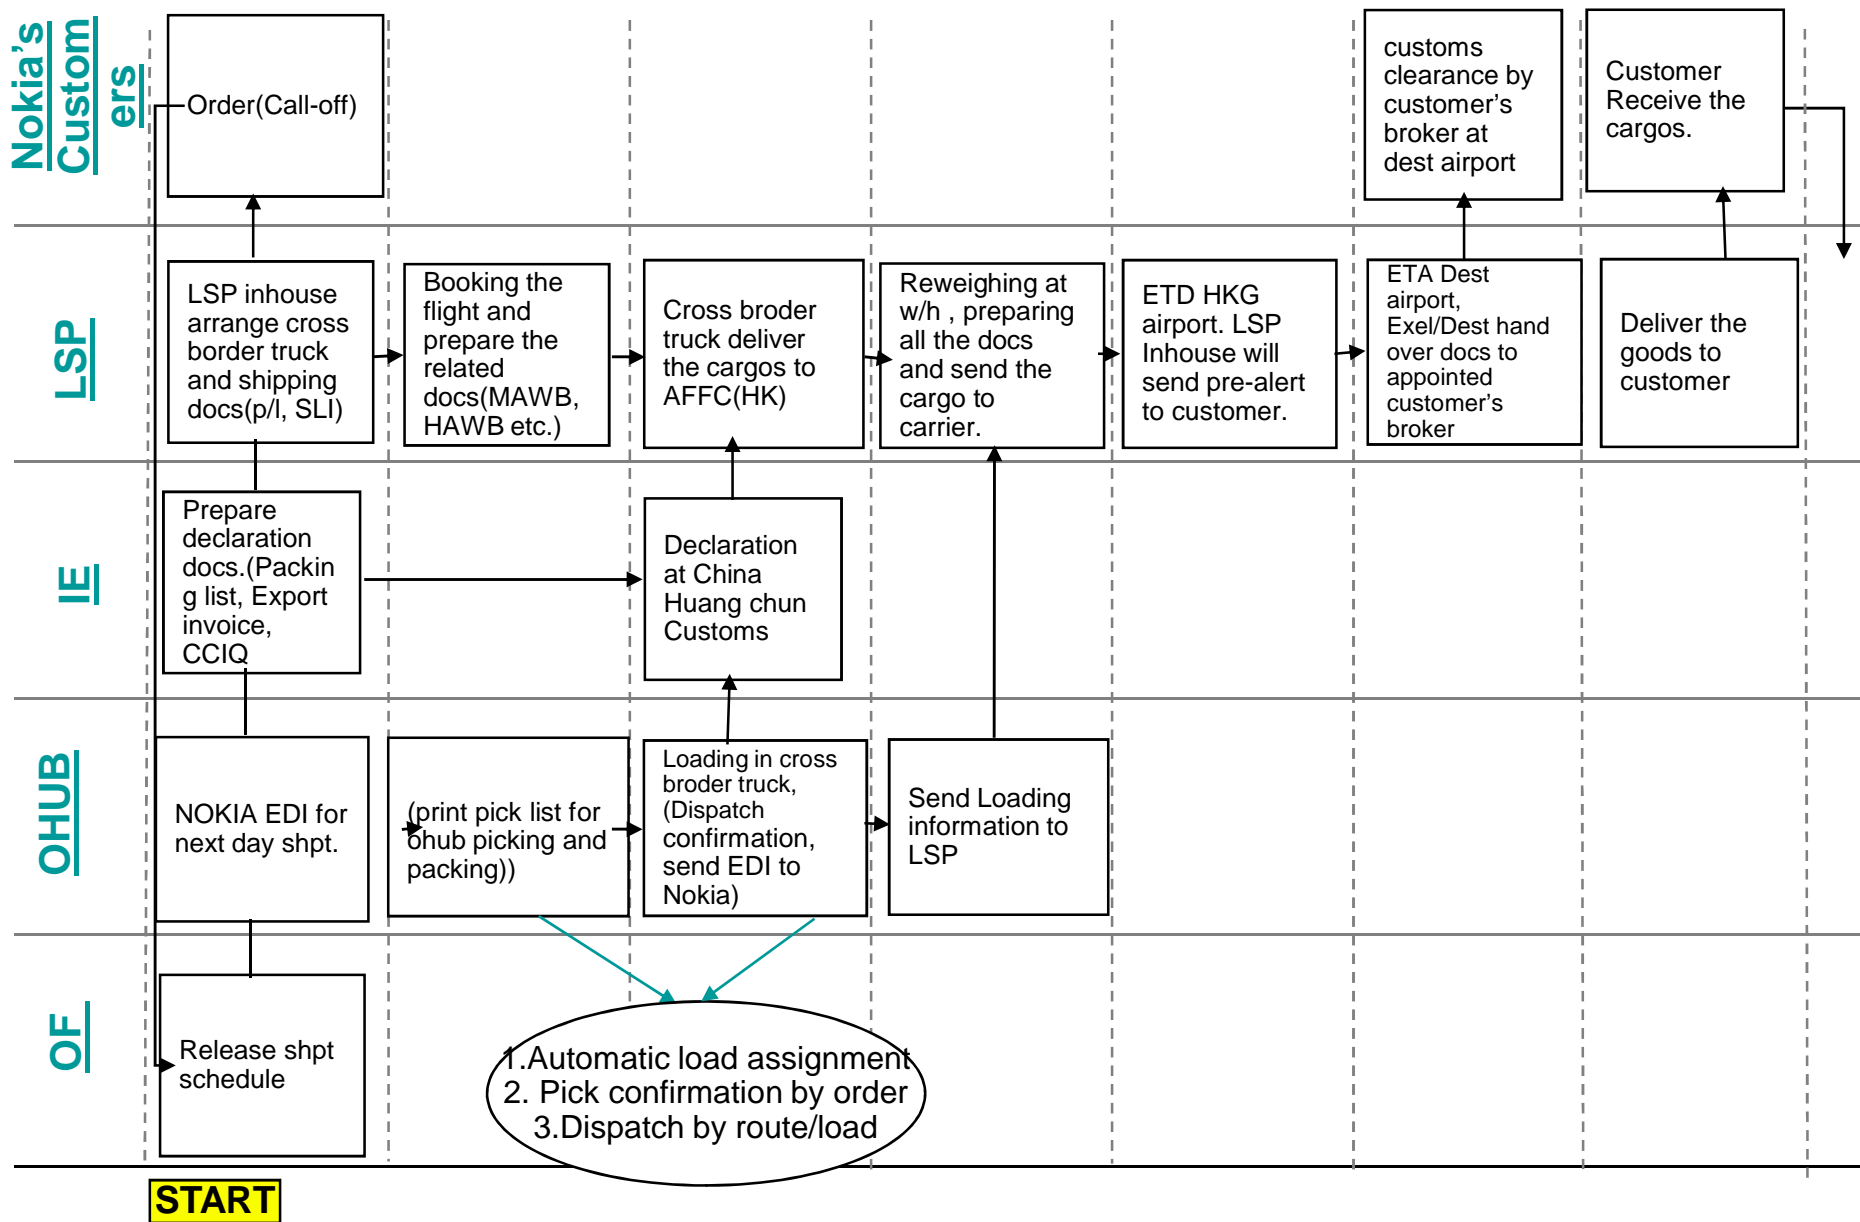 Nokia's
Custom
ers
Order(Call-off)
customs
clearance by
customer's
broker at
dest airport
Customer
Receive the
cargos.
LSP
LSP inhouse
arrange cross
border truck
and shipping
docs(p/l, SLI)
Booking the
flight and
prepare the
related
docs(MAWB,
HAWB etc.)
Cross broder
truck deliver
the cargos to
AFFC(HK)
Reweighing at
w/h , preparing
all the docs
and send the
cargo to
carrier.
ETD HKG
airport. LSP
Inhouse will
send pre-alert
to customer.
ETA Dest
airport,
Exel/Dest hand
over docs to
appointed
customer's
broker
Deliver the
goods to
customer
IE
Prepare
declaration
docs.(Packin
g list, Export
invoice,
CCIQ
Declaration
at China
Huang chun
Customs
OHUB
NOKIA EDI for
next day shpt.
(print pick list for
ohub picking and
packing))
Loading in cross
broder truck,
(Dispatch
confirmation,
send EDI to
Nokia)
Send Loading
information to
LSP
OF
Release shpt
schedule
1.Automatic load assignment
2. Pick confirmation by order
3.Dispatch by route/load
START